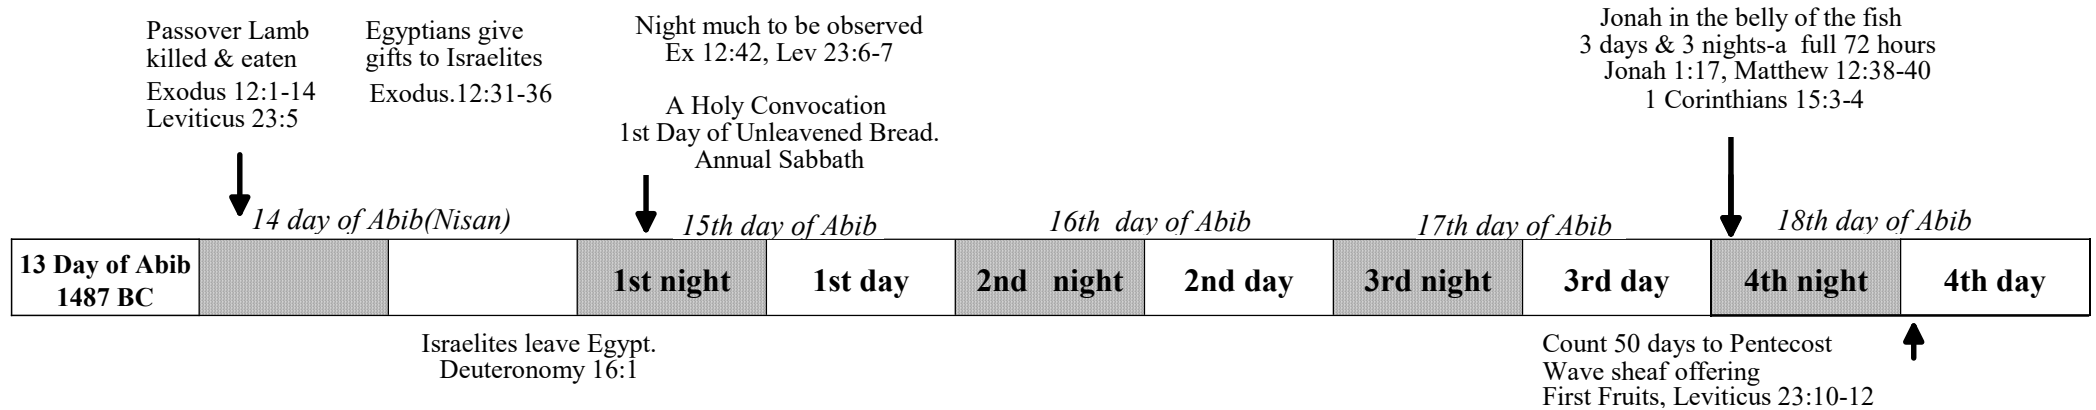 Passover Lamb
killed & eaten
Exodus 12:1-14
Leviticus 23:5
Egyptians give
gifts to Israelites
Exodus.12:31-36
Night much to be observed
Ex 12:42, Lev 23:6-7
A Holy Convocation
1st Day of Unleavened Bread.
Annual Sabbath
Jonah in the belly of the fish
3 days & 3 nights-a full 72 hours
Jonah 1:17, Matthew 12:38-40
1 Corinthians 15:3-4
14 day of Abib(Nisan)
15th day of Abib
16th day of Abib
17th day of Abib
18th day of Abib
13 Day of Abib
1487 BC
1st night
1st day
2nd night
2nd day
3rd night
3rd day
4th night
4th day
Israelites leave Egypt.
Deuteronomy 16:1
Count 50 days to Pentecost
Wave sheaf offering
First Fruits, Leviticus 23:10-12